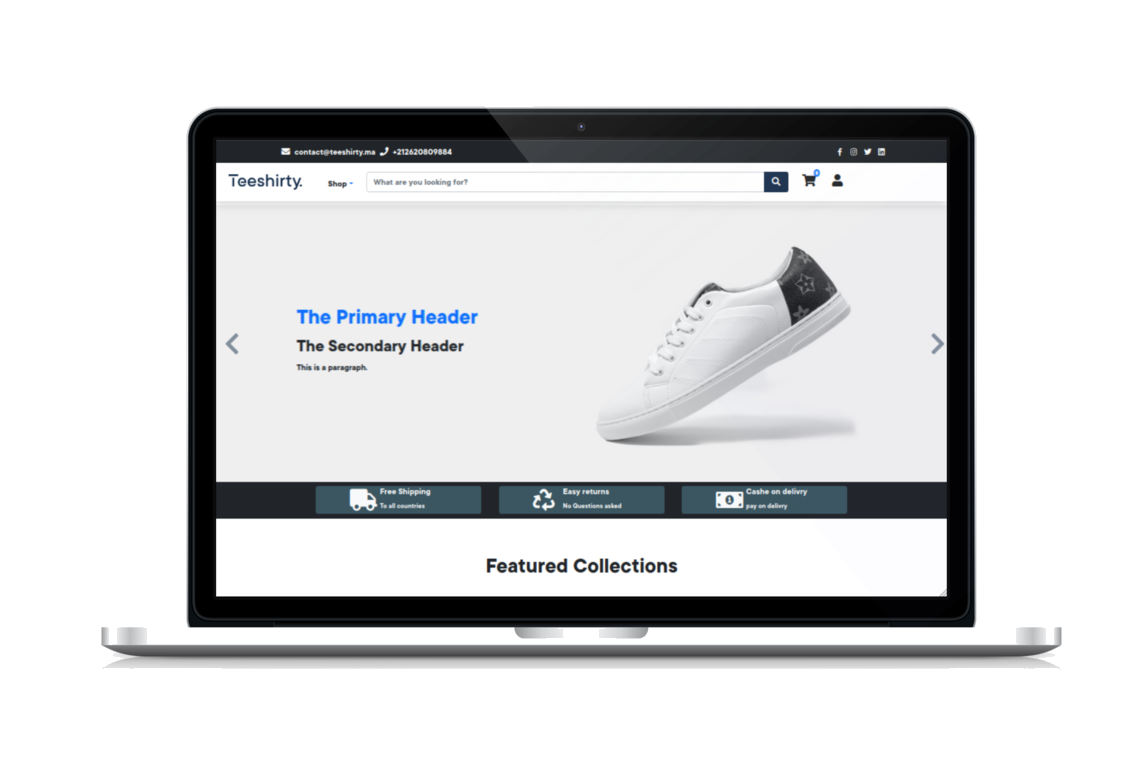 contact@teeshirty.ma +212620809884
Teeshirty.
Shop
What are you looking for?
0
The Primary Header
The Secondary Header
This is a paragraph.
Free Shipping
To all countries
Easy returns
No Questions asked
Cashe on delivry
pay on delivry
Featured Collections